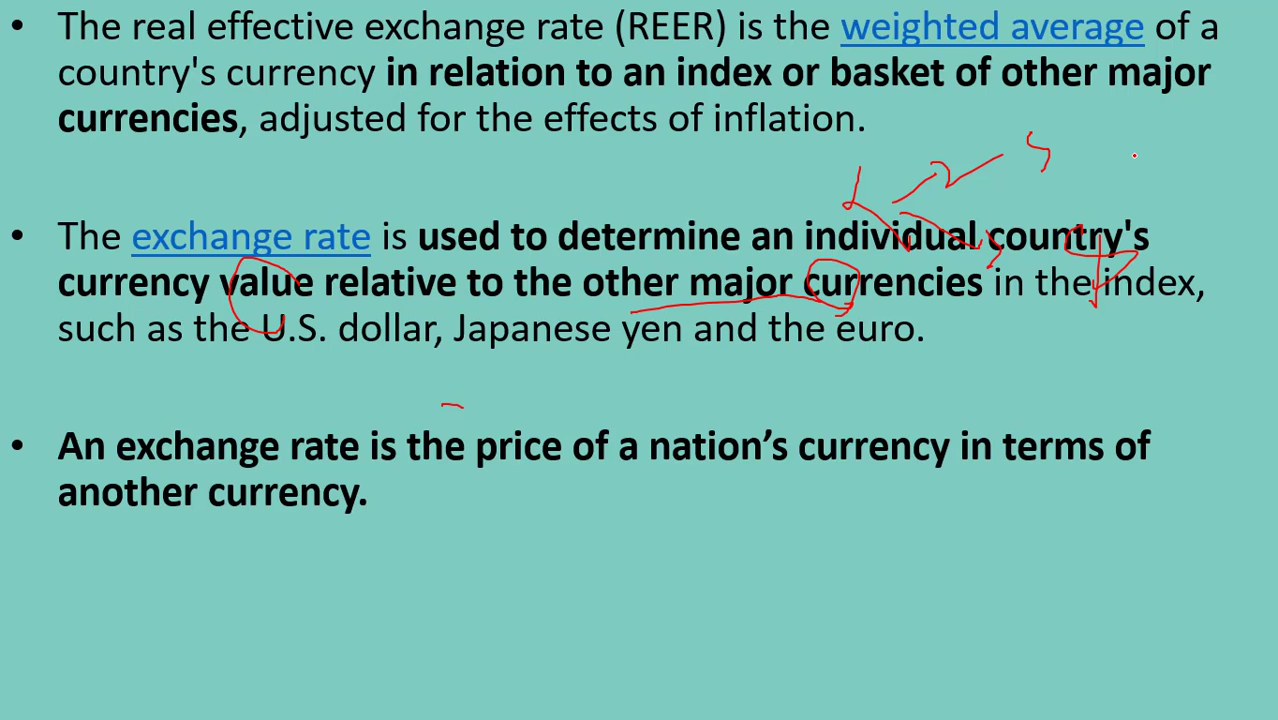 • The real effective exchange rate (REER) is the weighted average of a
country's currency in relation to an index or basket of other major
currencies, adjusted for the effects of inflation.
• The exchange rate is used to determine an individual country's
currency value relative to the other major currencies in the index,
such as the U.S. dollar, Japanese yen and the euro.
• An exchange rate is the price of a nation’s currency in terms of
another currency.